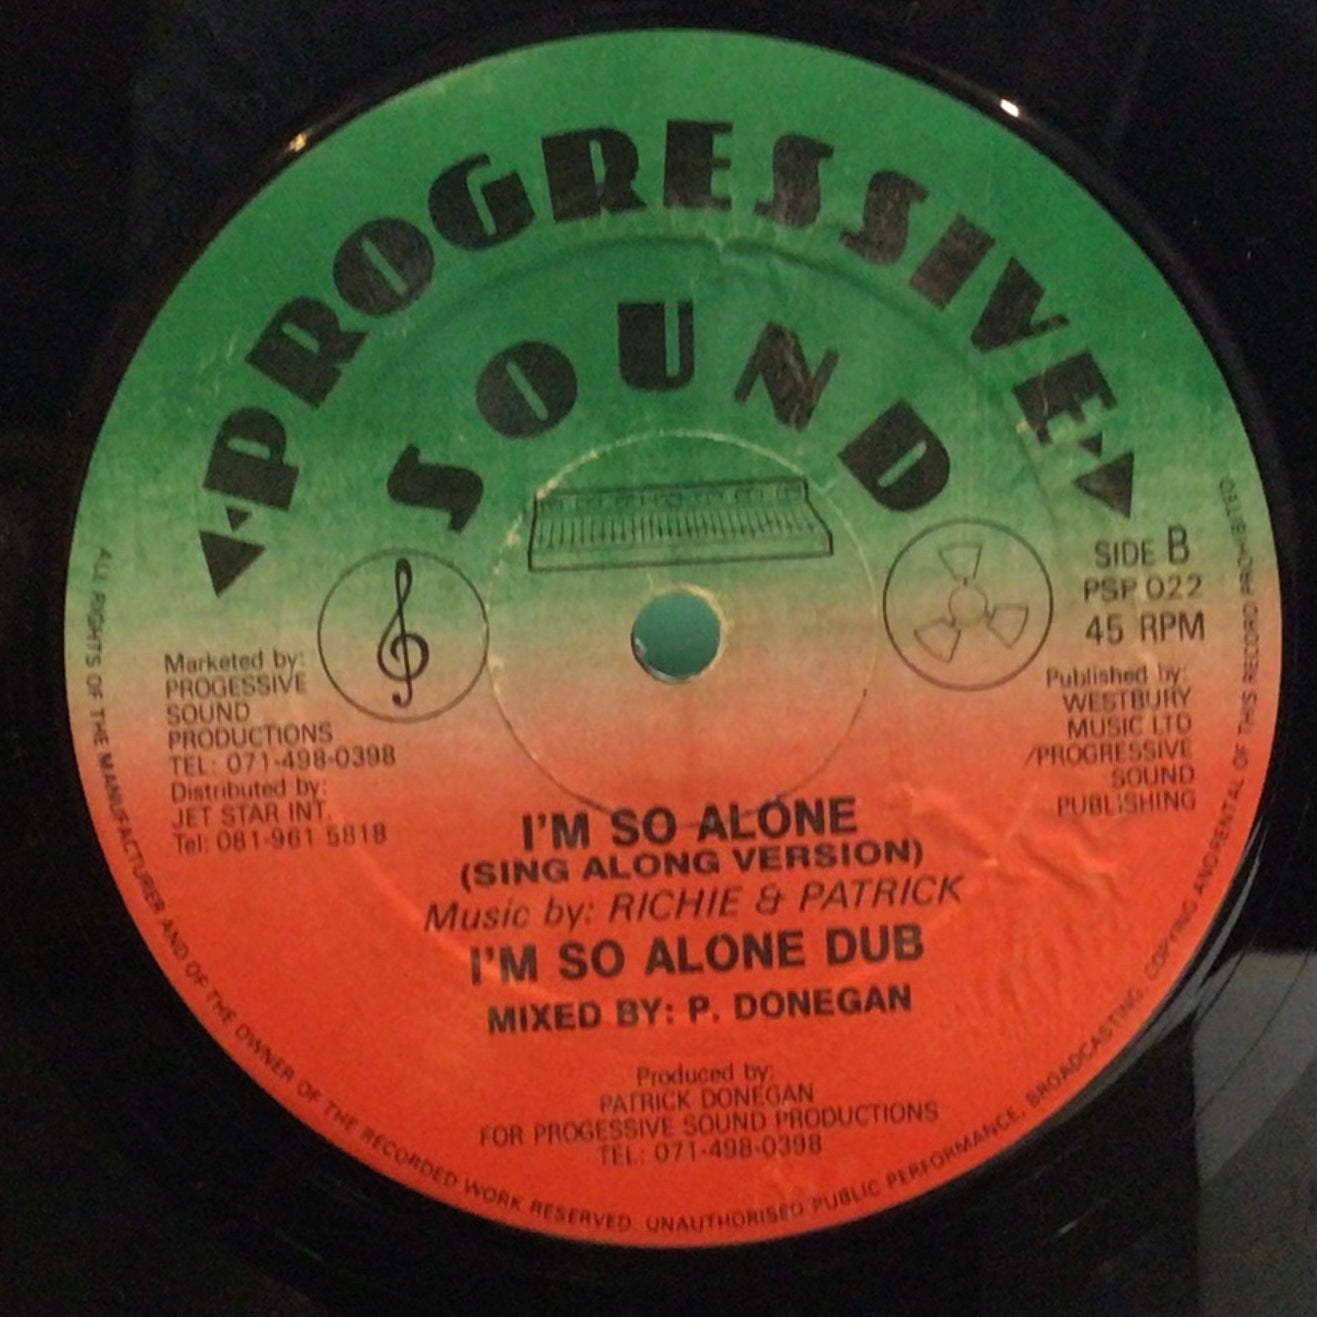 PROGRESSIVE
SOUND
SIDE B
PSP 022
45 RPM
Marketed by:
PROGESSIVE
SOUND
PRODUCTIONS
TEL: 071-498-0398
Distributed by:
JET STAR INT.
Tel: 081-961 5818
Published by:
WESTBURY
MUSIC LTD
/PROGRESSIVE
SOUND
PUBLISHING
I'M SO ALONE
(SING ALONG VERSION)
Music by: RICHIE & PATRICK
I'M SO ALONE DUB
MIXED BY: P. DONEGAN
Produced by:
PATRICK DONEGAN
FOR PROGESSIVE SOUND PRODUCTIONS
TEL: 071-498-0398
ALL RIGHTS OF THE MANUFACTURER AND OF THE OWNER OF THE RECORDED WORK RESERVED. UNAUTHORISED PUBLIC PERFORMANCE, BROADCASTING, COPYING AND RENTAL OF THIS RECORD PROHIBITED.